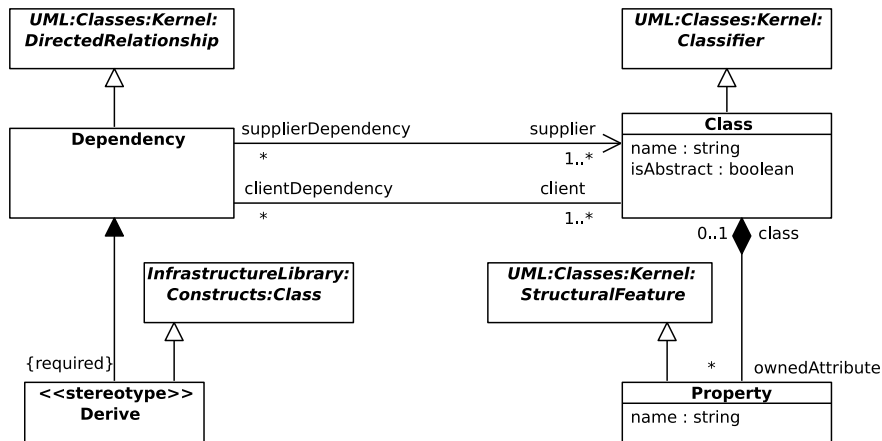 UML:Classes:Kernel:
DirectedRelationship
UML:Classes:Kernel:
Classifier
Dependency
supplierDependency
supplier
*
1..*
clientDependency
client
*
1..*
Class
name : string
isAbstract : boolean
0..1
class
InfrastructureLibrary:
Constructs:Class
UML:Classes:Kernel:
StructuralFeature
{required}
*
ownedAttribute
<<stereotype>>
Derive
Property
name : string